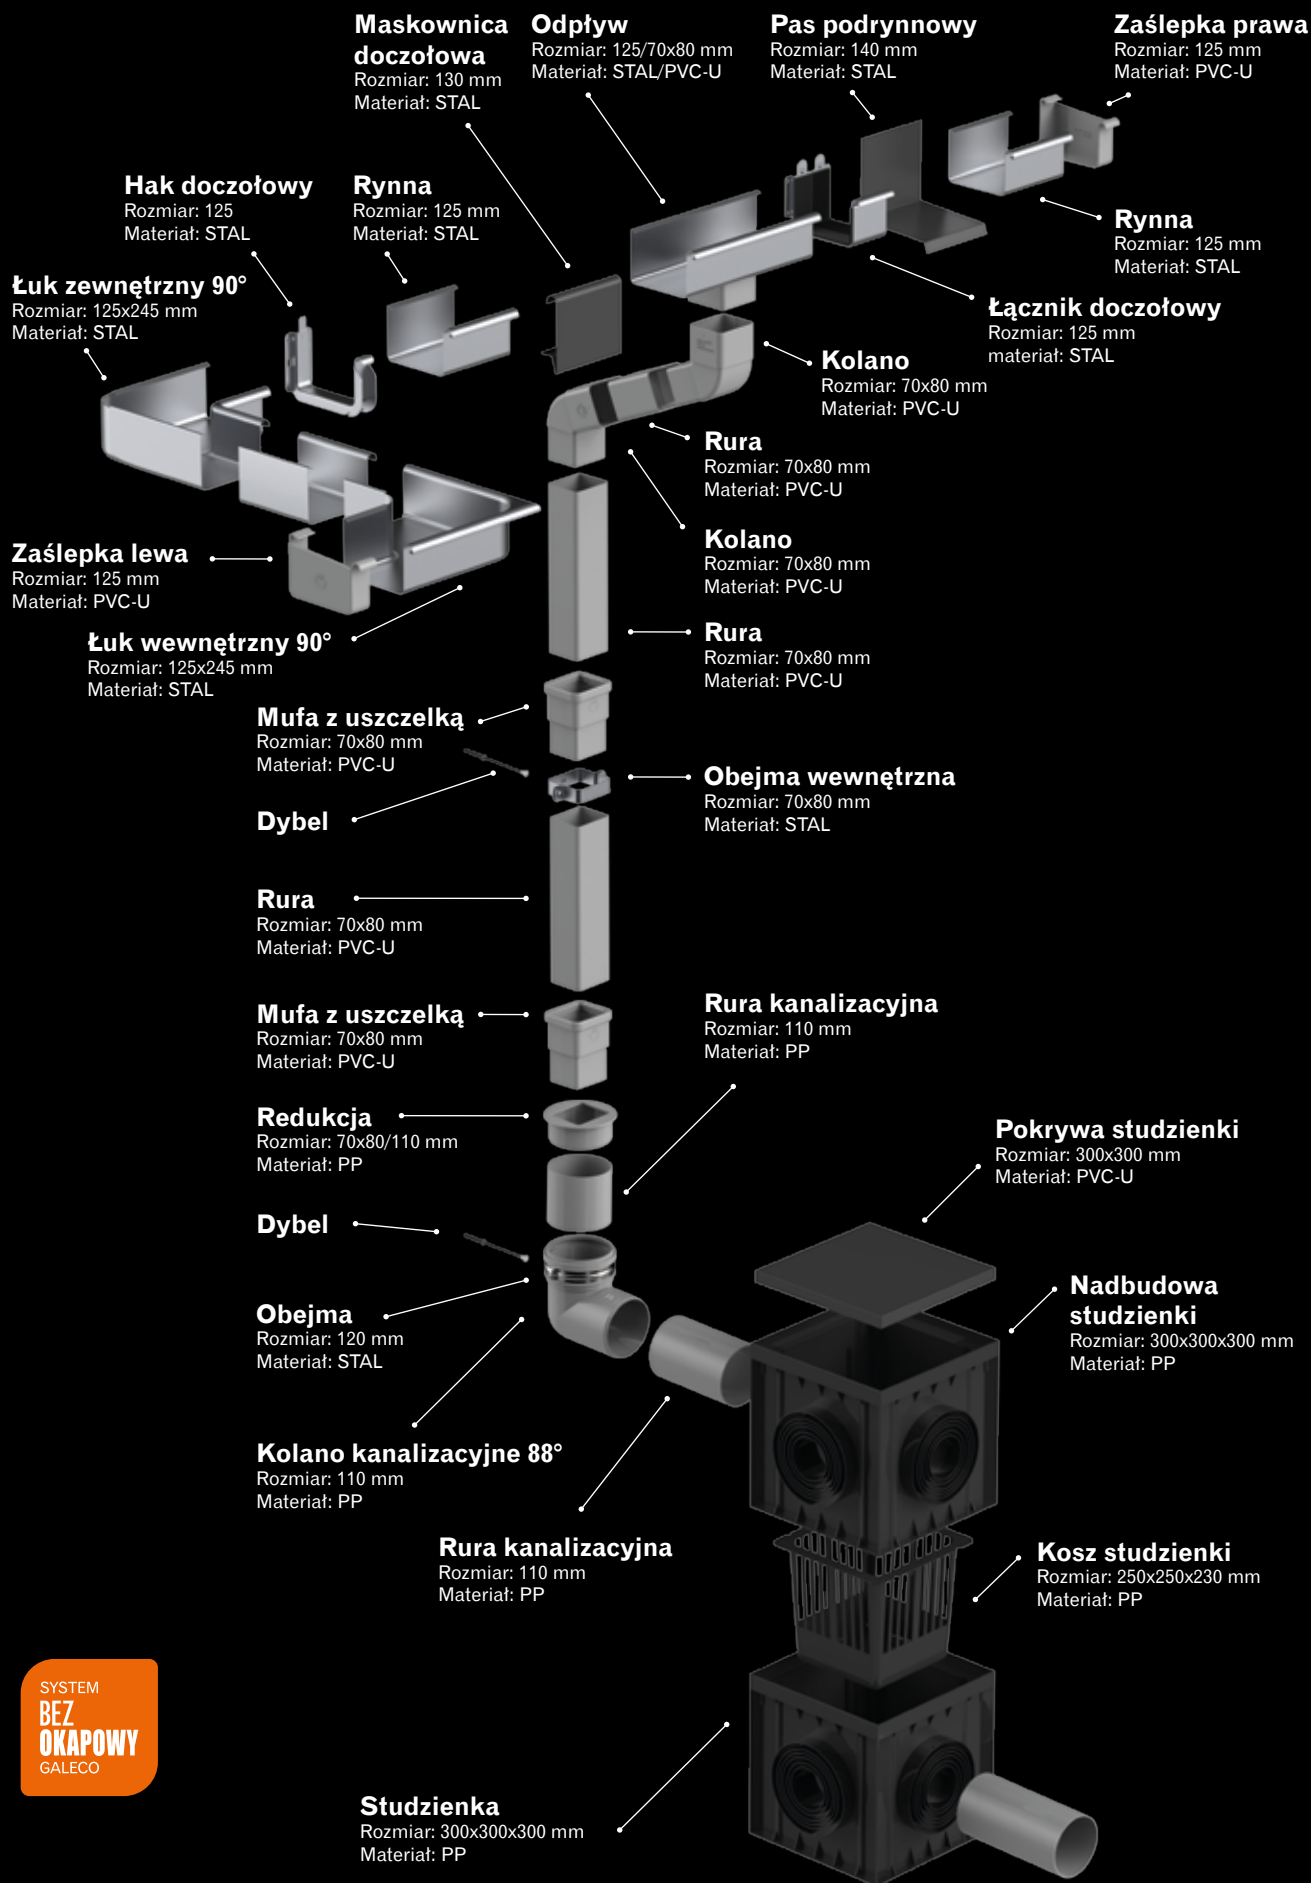 Maskownica
doczołowa
Rozmiar: 130 mm
Materiał: STAL
Odpływ
Rozmiar: 125/70x80 mm
Materiał: STAL/PVC-U
Pas podrynnowy
Rozmiar: 140 mm
Materiał: STAL
Zaślepka prawa
Rozmiar: 125 mm
Materiał: PVC-U
Hak doczołowy
Rozmiar: 125
Materiał: STAL
Rynna
Rozmiar: 125 mm
Materiał: STAL
Rynna
Rozmiar: 125 mm
Materiał: STAL
Łuk zewnętrzny 90°
Rozmiar: 125x245 mm
Materiał: STAL
Łącznik doczołowy
Rozmiar: 125 mm
materiał: STAL
Kolano
Rozmiar: 70x80 mm
Materiał: PVC-U
Rura
Rozmiar: 70x80 mm
Materiał: PVC-U
Kolano
Rozmiar: 70x80 mm
Materiał: PVC-U
Zaślepka lewa
Rozmiar: 125 mm
Materiał: PVC-U
Łuk wewnętrzny 90°
Rozmiar: 125x245 mm
Materiał: STAL
Rura
Rozmiar: 70x80 mm
Materiał: PVC-U
Mufa z uszczelką
Rozmiar: 70x80 mm
Materiał: PVC-U
Obejma wewnętrzna
Rozmiar: 70x80 mm
Materiał: STAL
Dybel
Rura
Rozmiar: 70x80 mm
Materiał: PVC-U
Mufa z uszczelką
Rozmiar: 70x80 mm
Materiał: PVC-U
Rura kanalizacyjna
Rozmiar: 110 mm
Materiał: PP
Redukcja
Rozmiar: 70x80/110 mm
Materiał: PP
Pokrywa studzienki
Rozmiar: 300x300 mm
Materiał: PVC-U
Dybel
Obejma
Rozmiar: 120 mm
Materiał: STAL
Nadbudowa
studzienki
Rozmiar: 300x300x300 mm
Materiał: PP
Kolano kanalizacyjne 88°
Rozmiar: 110 mm
Materiał: PP
Rura kanalizacyjna
Rozmiar: 110 mm
Materiał: PP
Kosz studzienki
Rozmiar: 250x250x230 mm
Materiał: PP
SYSTEM
BEZ
OKAPOWY
GALECO
Studzienka
Rozmiar: 300x300x300 mm
Materiał: PP